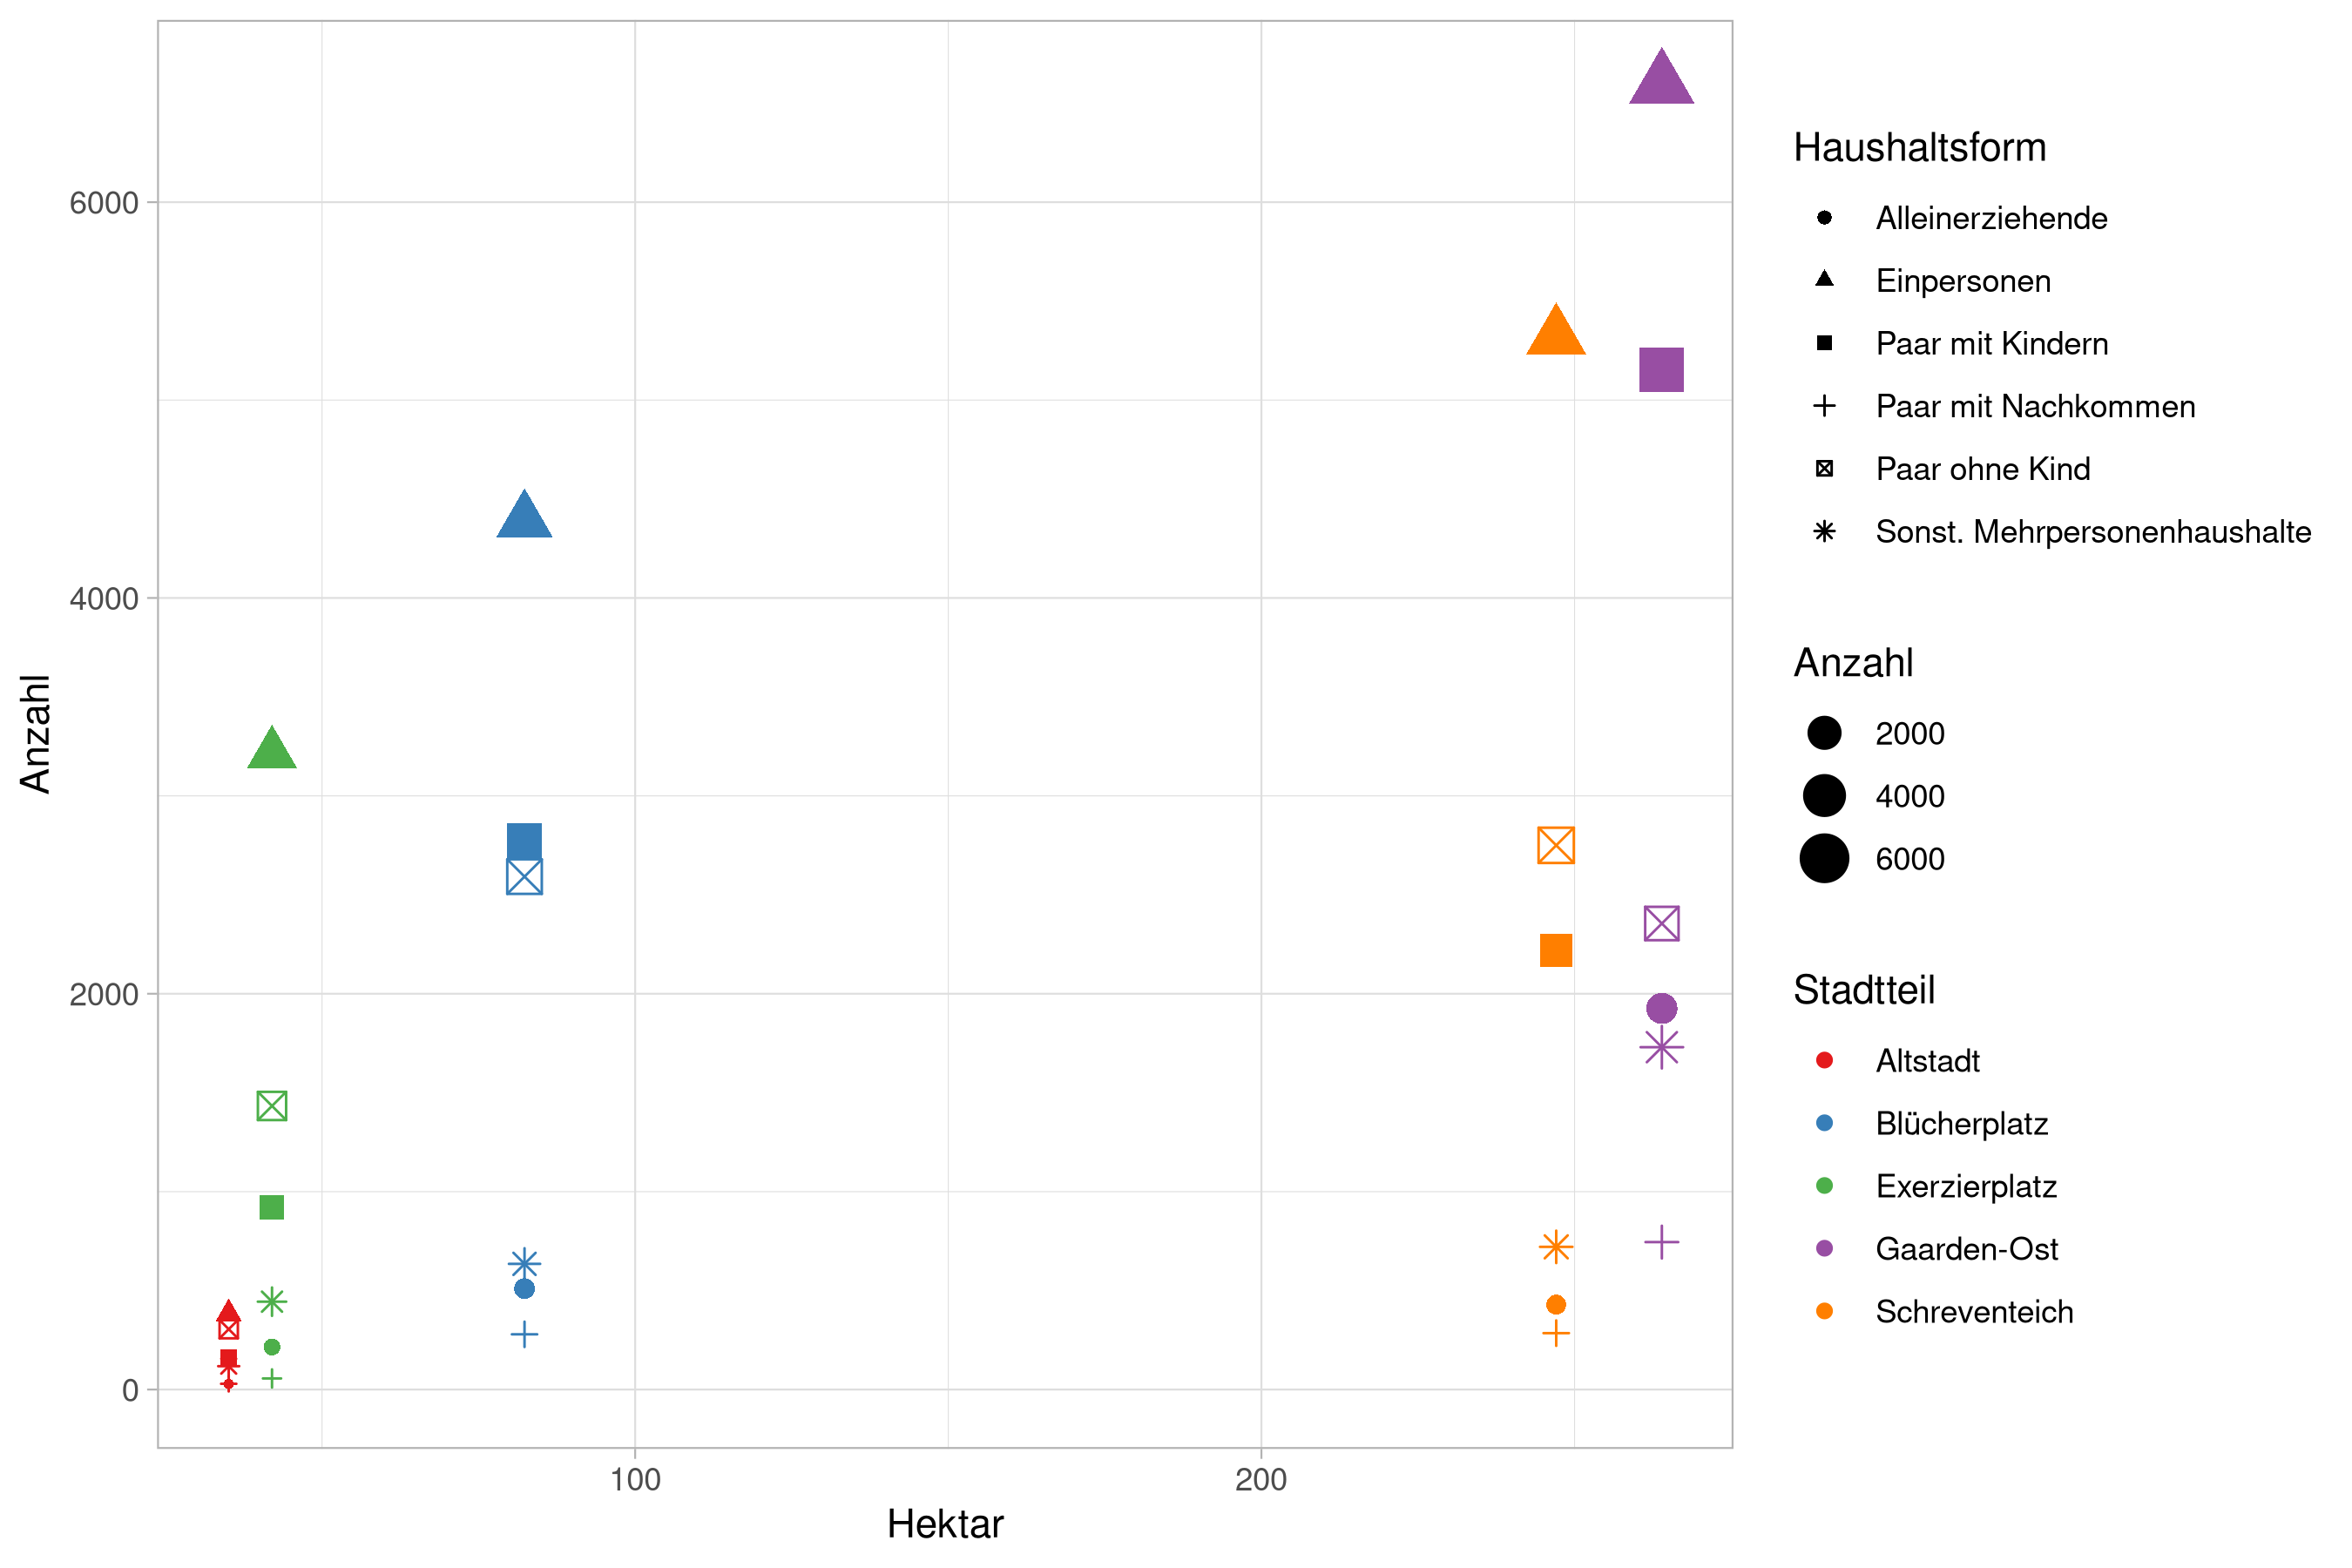 6000
4000
2000
0
Anzahl
100
200
Hektar
Haushaltsform
Alleinerziehende
Einpersonen
Paar mit Kindern
Paar mit Nachkommen
Paar ohne Kind
Sonst. Mehrpersonenhaushalte
Anzahl
2000
4000
6000
Stadtteil
Altstadt
Blücherplatz
Exerzierplatz
Gaarden-Ost
Schreventeich